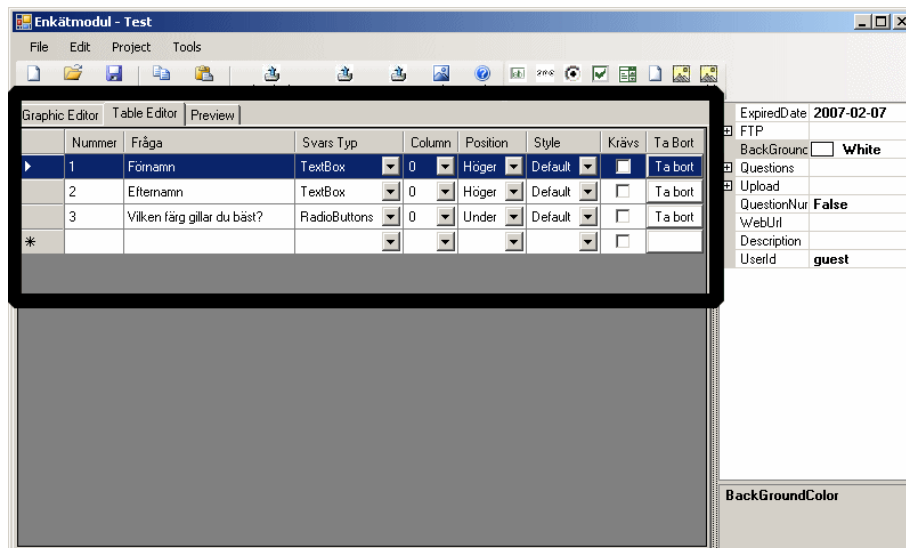 Enkätmodul - Test
File Edit Project Tools
Graphic Editor Table Editor Preview
Nummer Fråga Svars Typ Column Position Style Krävs Ta Bort
1 Förnamn TextBox 0 Höger Default Ta bort
2 Efternamn TextBox 0 Höger Default Ta bort
3 Vilken färg gillar du bäst? RadioButtons 0 Under Default Ta bort
ExpiredDate 2007-02-07
FTP
BackGround White
Questions
Upload
QuestionNur False
WebUrl
Description
UserId guest
BackGroundColor